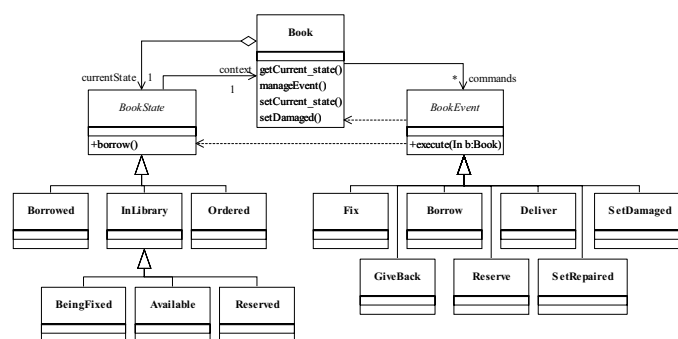 Book
getCurrent_state()
manageEvent()
setCurrent_state()
setDamaged()
currentState
1
context
1
*
commands
BookState
+borrow()
BookEvent
+execute(In b:Book)
Borrowed
InLibrary
Ordered
Fix
Borrow
Deliver
SetDamaged
GiveBack
Reserve
SetRepaired
BeingFixed
Available
Reserved